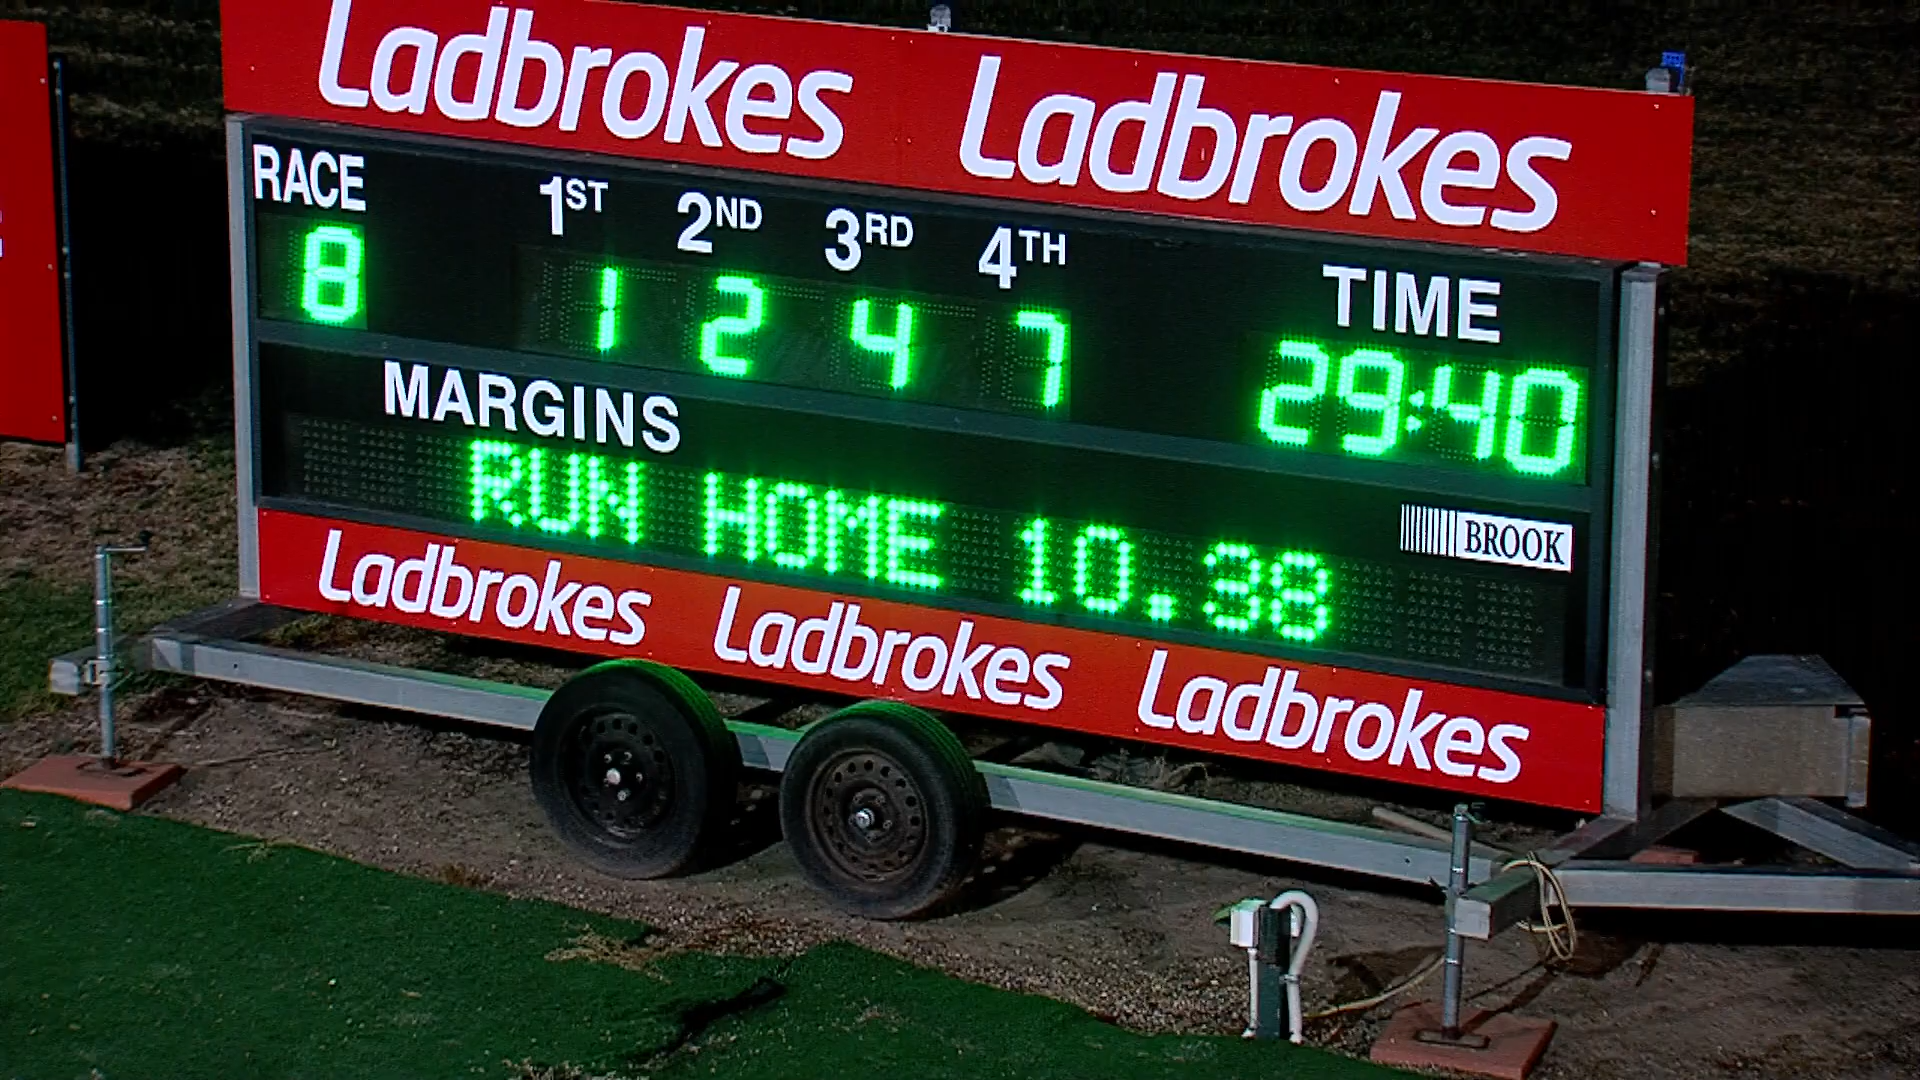 Ladbrokes Ladbrokes
RACE 1ST 2ND 3RD 4TH TIME
8 1 2 4 7 29:40
MARGINS
RUN HOME 10.38
BROOK
Ladbrokes Ladbrokes Ladbrokes